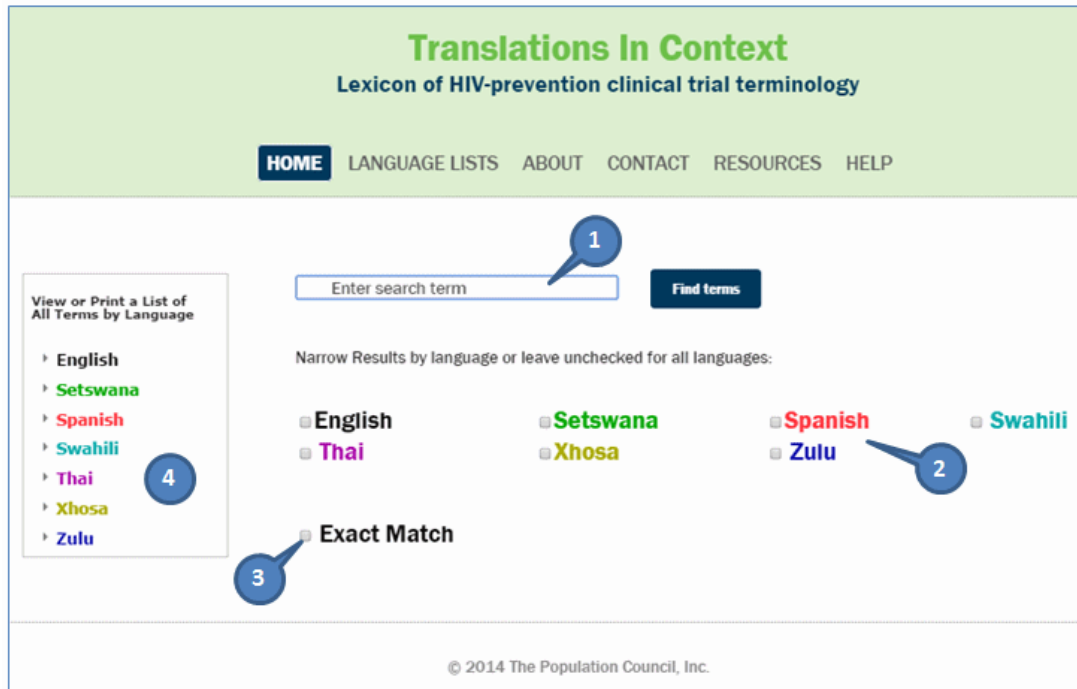 Translations In Context
Lexicon of HIV-prevention clinical trial terminology
HOME LANGUAGE LISTS ABOUT CONTACT RESOURCES HELP
1
Enter search term Find terms
View or Print a List of
All Terms by Language
English
Setswana
Spanish
Swahili
Thai
Xhosa
Zulu
4
Narrow Results by language or leave unchecked for all languages:
English Setswana Spanish Swahili
Thai Xhosa Zulu
2
Exact Match
3
© 2014 The Population Council, Inc.